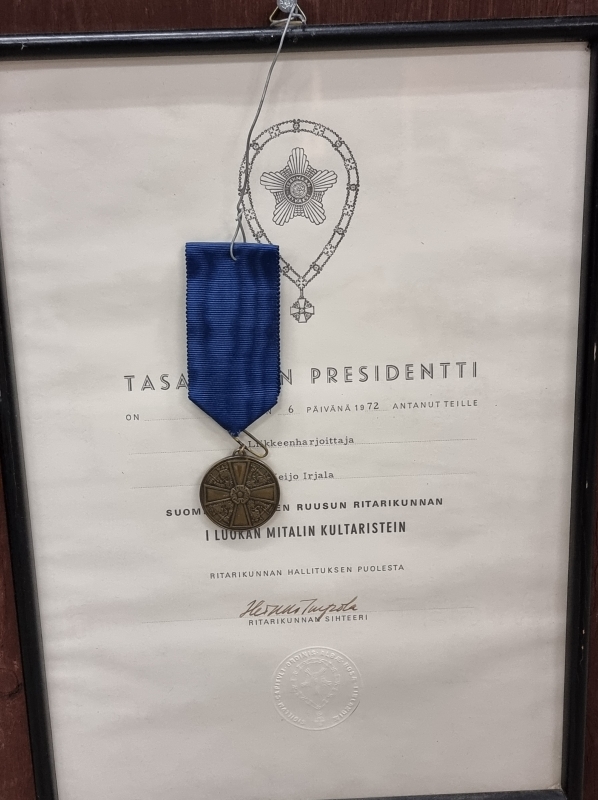 TASA N PRESIDENTTI
ON 6 PÄIVÄNÄ 1972 ANTANUT TEILLE
Liikkeenharjoittaja
eijo Irjala
SUOM EN RUUSUN RITARIKUNNAN
I LUOKAN MITALIN KULTARISTEIN
RITARIKUNNAN HALLITUKSEN PUOLESTA
RITARIKUNNAN SIHTEERI